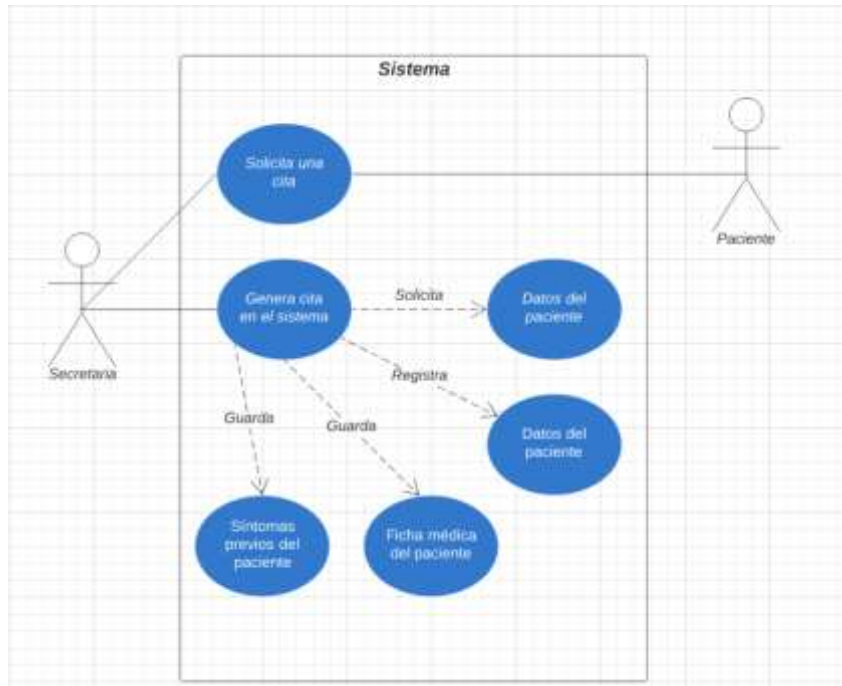 Sistema
Solicita una
cita
Paciente
Genera cita
en el sistema
Solicita
Datos del
paciente
Secretaria
Registra
Guarda
Guarda
Datos del
paciente
Síntomas
previos del
paciente
Ficha médica
del paciente